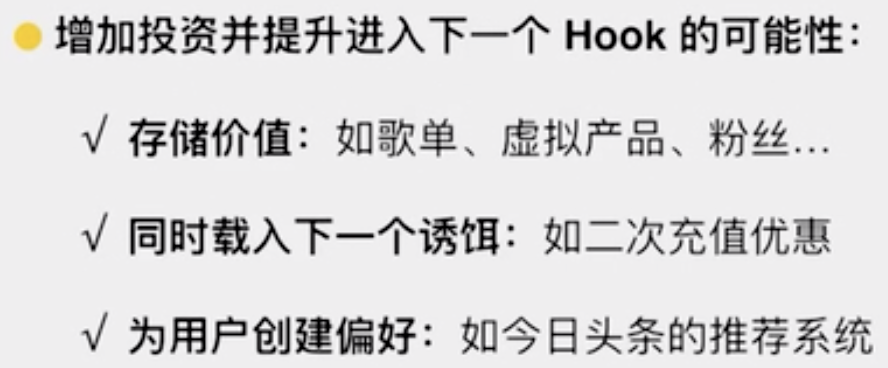 增加投资并提升进入下一个 Hook 的可能性：
√ 存储价值：如歌单、虚拟产品、粉丝...
√ 同时载入下一个诱饵：如二次充值优惠
√ 为用户创建偏好：如今日头条的推荐系统